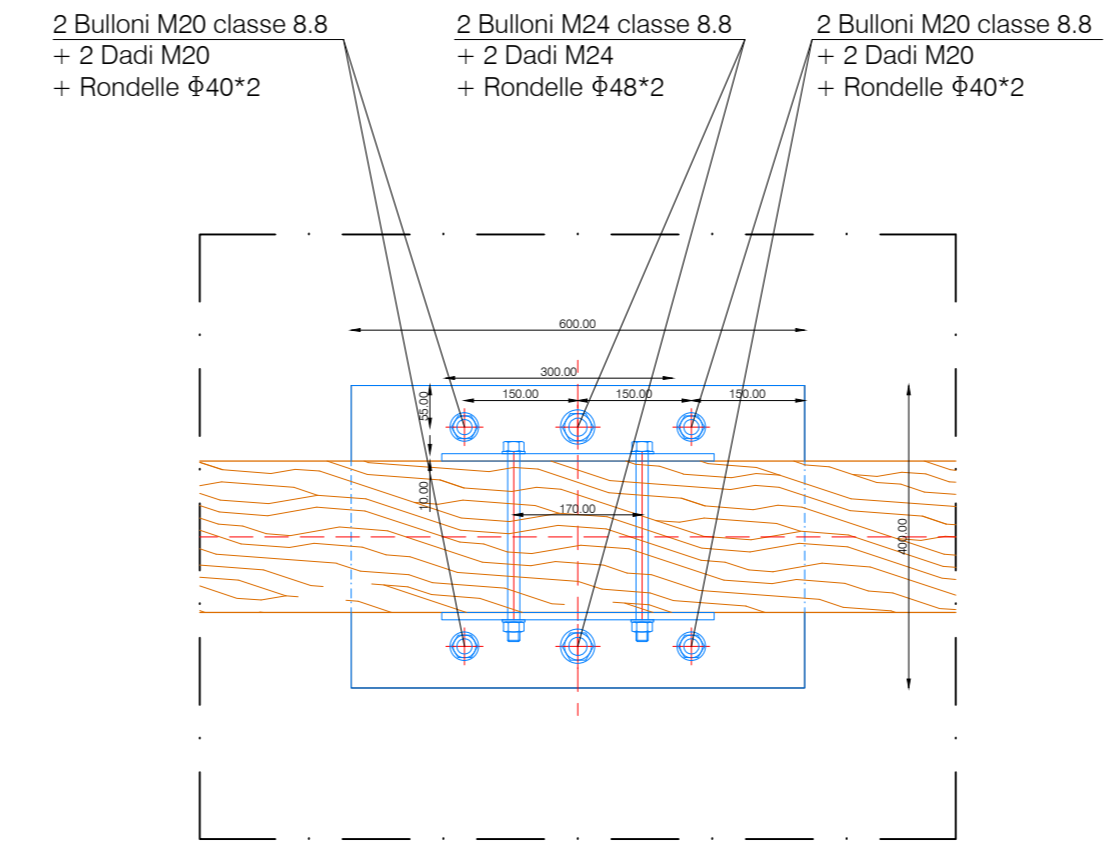 2 Bulloni M20 classe 8.8
+ 2 Dadi M20
+ Rondelle Φ40*2
2 Bulloni M24 classe 8.8
+ 2 Dadi M24
+ Rondelle Φ48*2
2 Bulloni M20 classe 8.8
+ 2 Dadi M20
+ Rondelle Φ40*2
600.00
300.00
150.00
150.00
150.00
55.00
10.00
170.00
400.00